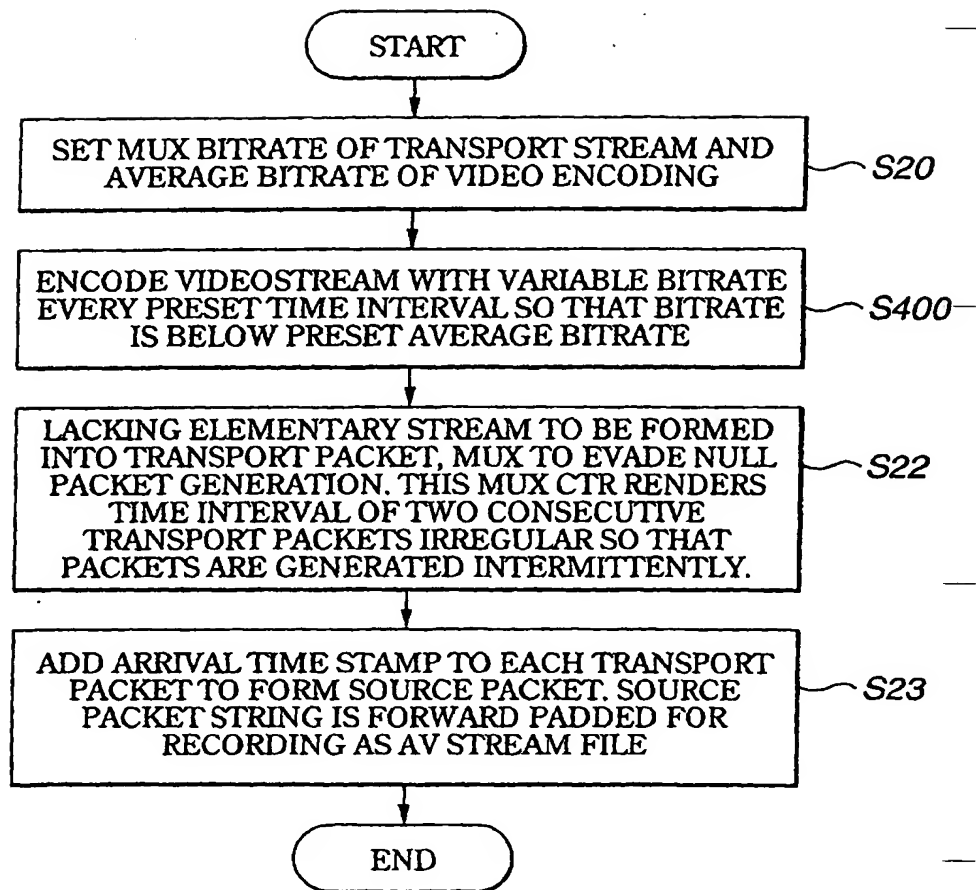 START
SET MUX BITRATE OF TRANSPORT STREAM AND
AVERAGE BITRATE OF VIDEO ENCODING
S20
ENCODE VIDEOSTREAM WITH VARIABLE BITRATE
EVERY PRESET TIME INTERVAL SO THAT BITRATE
IS BELOW PRESET AVERAGE BITRATE
S400
LACKING ELEMENTARY STREAM TO BE FORMED
INTO TRANSPORT PACKET, MUX TO EVADE NULL
PACKET GENERATION. THIS MUX CTR RENDERS
TIME INTERVAL OF TWO CONSECUTIVE
TRANSPORT PACKETS IRREGULAR SO THAT
PACKETS ARE GENERATED INTERMITTENTLY.
S22
ADD ARRIVAL TIME STAMP TO EACH TRANSPORT
PACKET TO FORM SOURCE PACKET. SOURCE
PACKET STRING IS FORWARD PADDED FOR
RECORDING AS AV STREAM FILE
S23
END